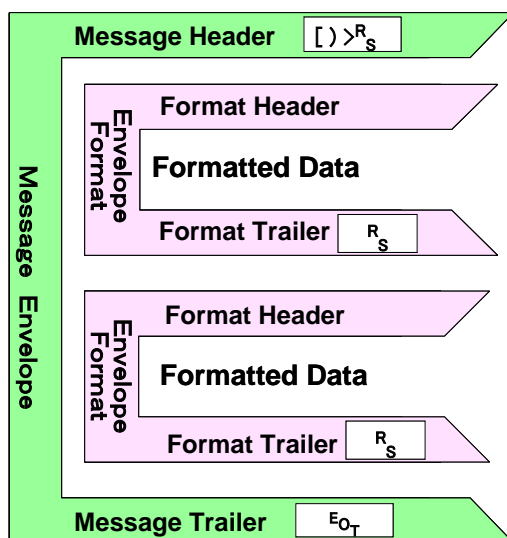 Message Header [)>RS
Message Envelope
Format Header
Envelope Format
Formatted Data
Format Trailer RS
Format Header
Envelope Format
Formatted Data
Format Trailer RS
Message Trailer EOT